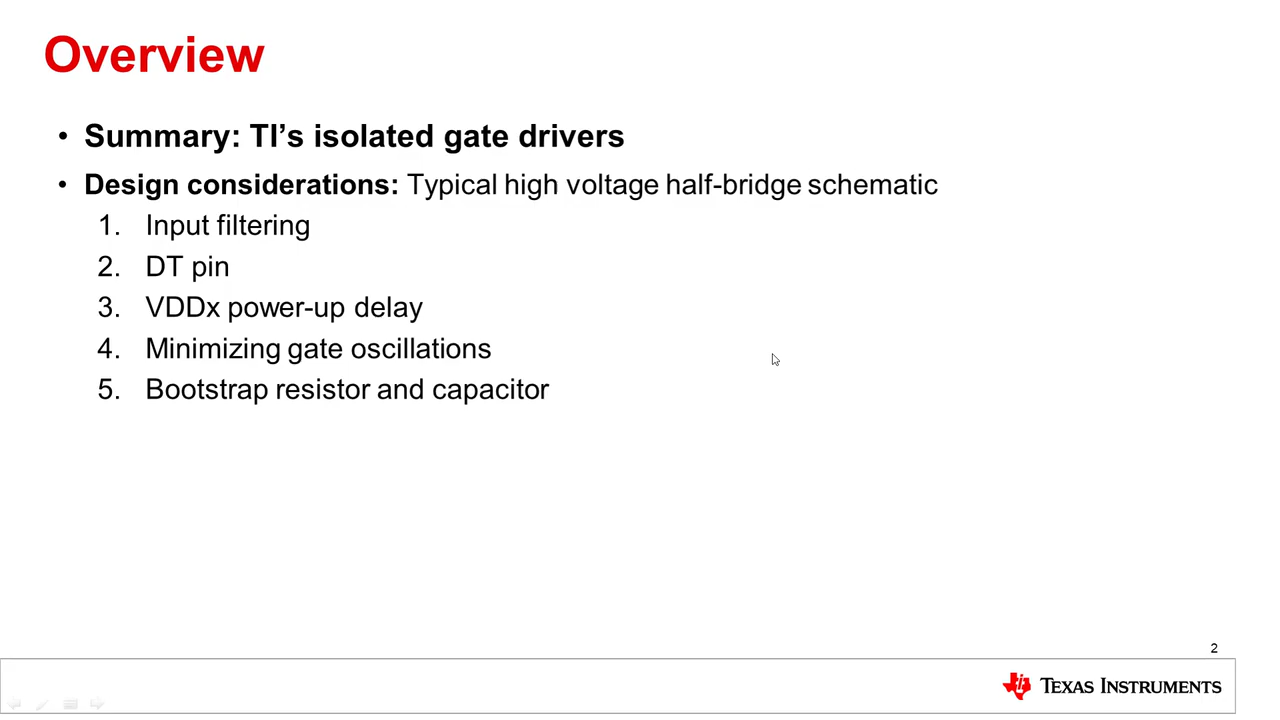 Overview
• Summary: TI’s isolated gate drivers
• Design considerations: Typical high voltage half-bridge schematic
1. Input filtering
2. DT pin
3. VDDx power-up delay
4. Minimizing gate oscillations
5. Bootstrap resistor and capacitor
2
TEXAS INSTRUMENTS